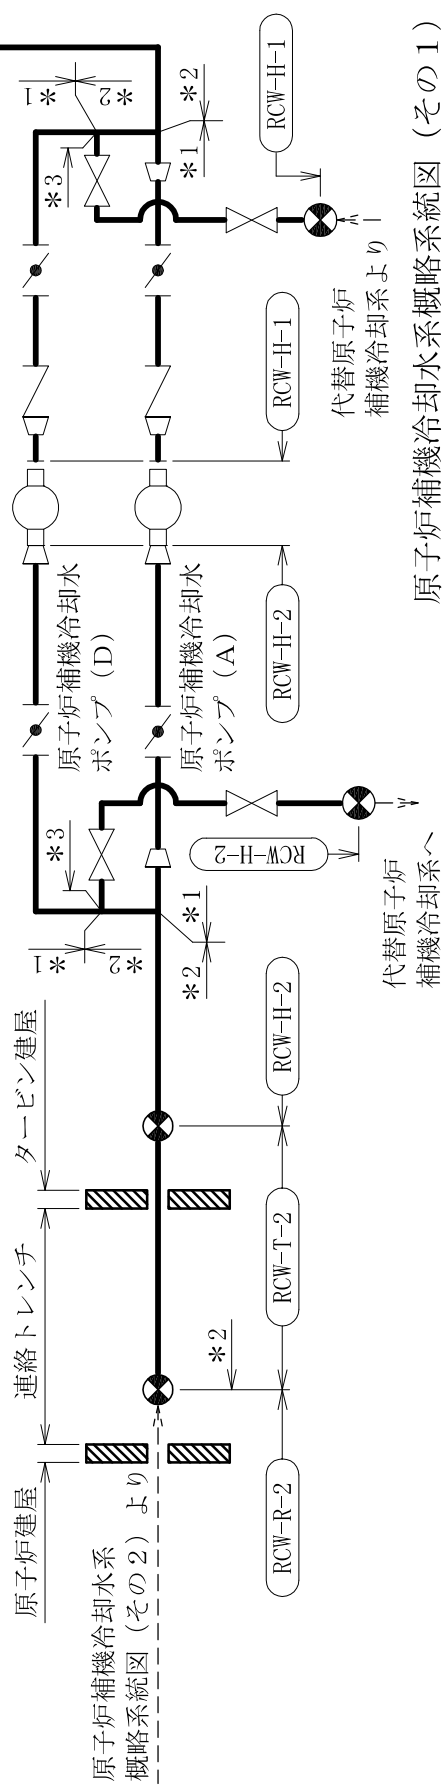 原子炉建屋
連絡トレンチ
タービン建屋
原子炉補機冷却水系
概略系統図（その２）より
RCW-R-2
RCW-T-2
RCW-H-2
＊2
＊1
＊2
＊3
＊2
＊1
RCW-H-2
代替原子炉
補機冷却系へ
原子炉補機冷却水
ポンプ（D）
原子炉補機冷却水
ポンプ（A）
RCW-H-2
RCW-H-1
＊1
＊2
＊3
＊1
＊2
RCW-H-1
代替原子炉
補機冷却系より
原子炉補機冷却水系概略系統図（その１）